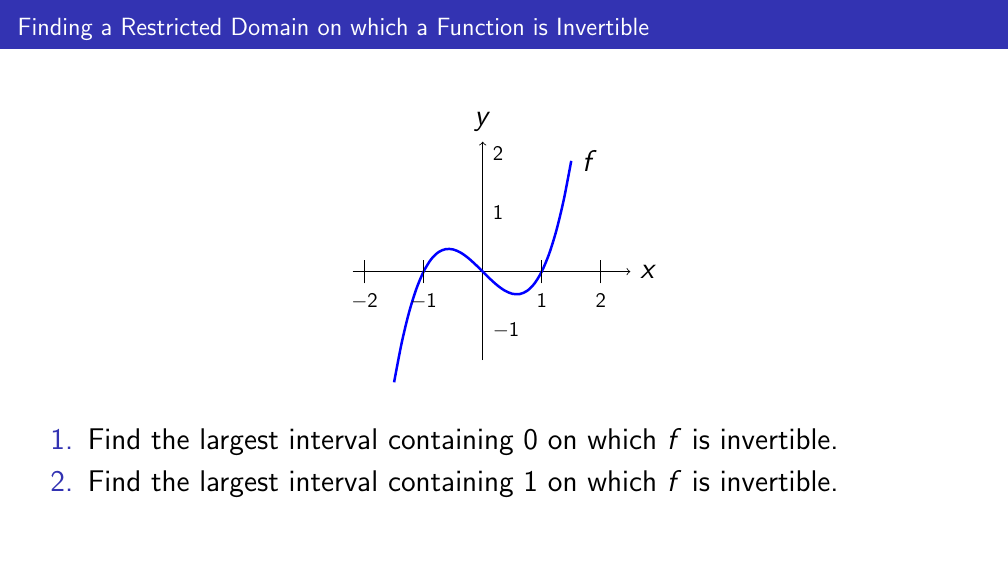 Finding a Restricted Domain on which a Function is Invertible
y
2
f
1
x
−2 −1 1 2
−1
1. Find the largest interval containing 0 on which f is invertible.
2. Find the largest interval containing 1 on which f is invertible.